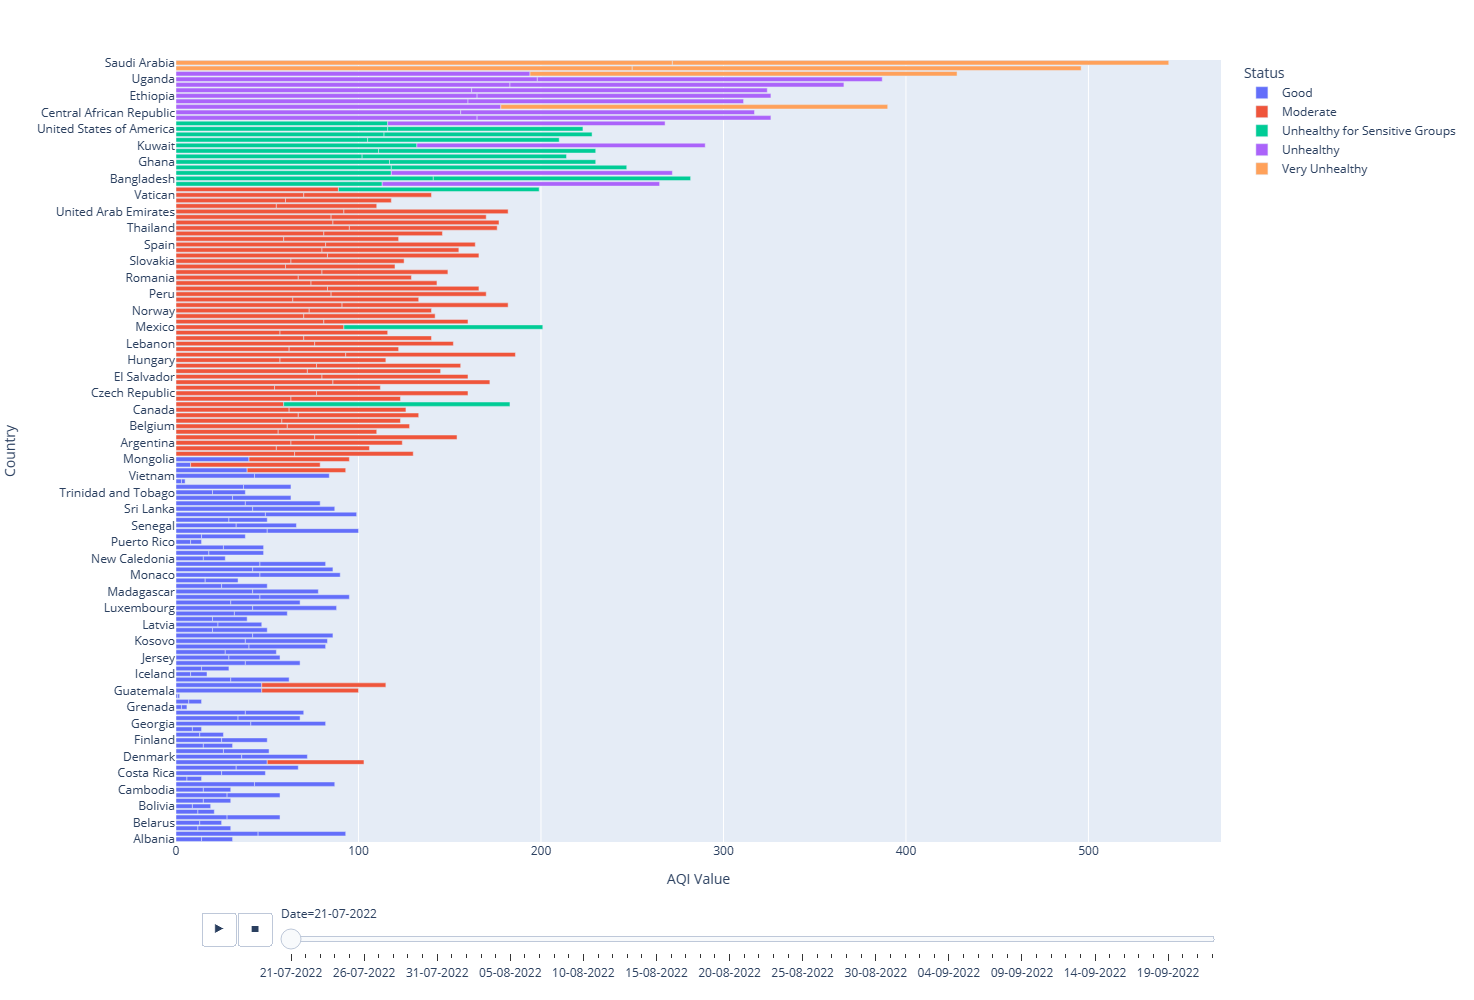 Status
Good
Moderate
Unhealthy for Sensitive Groups
Unhealthy
Very Unhealthy
Country
Saudi Arabia
Uganda
Ethiopia
Central African Republic
United States of America
Kuwait
Ghana
Bangladesh
Vatican
United Arab Emirates
Thailand
Spain
Slovakia
Romania
Peru
Norway
Mexico
Lebanon
Hungary
El Salvador
Czech Republic
Canada
Belgium
Argentina
Mongolia
Vietnam
Trinidad and Tobago
Sri Lanka
Senegal
Puerto Rico
New Caledonia
Monaco
Madagascar
Luxembourg
Latvia
Kosovo
Jersey
Iceland
Guatemala
Grenada
Georgia
Finland
Denmark
Costa Rica
Cambodia
Bolivia
Belarus
Albania
0 100 200 300 400 500
AQI Value
Date=21-07-2022
21-07-2022 26-07-2022 31-07-2022 05-08-2022 10-08-2022 15-08-2022 20-08-2022 25-08-2022 30-08-2022 04-09-2022 09-09-2022 14-09-2022 19-09-2022